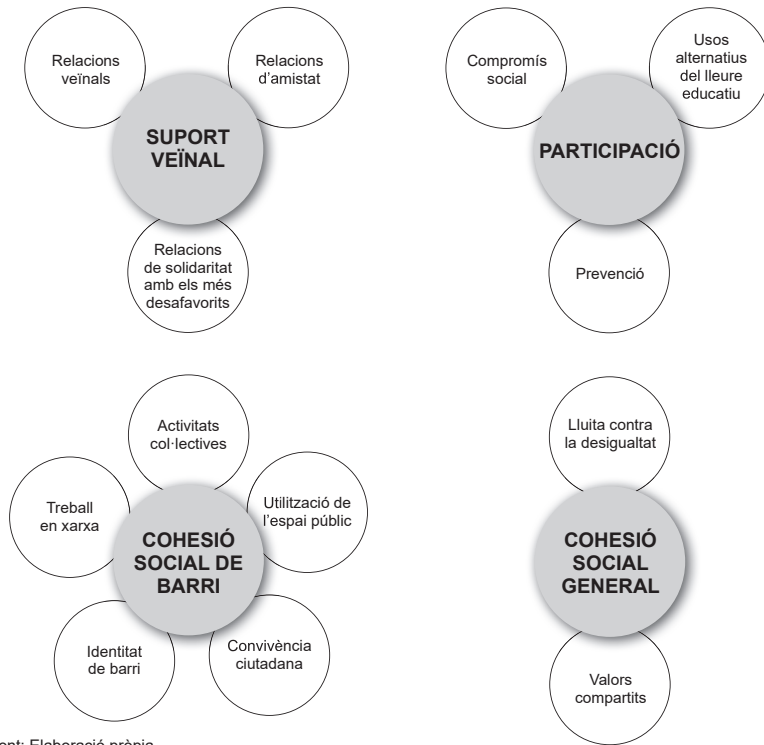 Relacions
veïnals
Relacions
d’amistat
SUPORT
VEÏNAL
Relacions
de solidaritat
amb els més
desafavorits
Compromís
social
Usos
alternatius
del lleure
educatiu
PARTICIPACIÓ
Prevenció
Activitats
col·lectives
Treball
en xarxa
Utilització de
l’espai públic
COHESIÓ
SOCIAL DE
BARRI
Identitat
de barri
Convivència
ciutadana
Lluita contra
la desigualtat
COHESIÓ
SOCIAL
GENERAL
Valors
compartits
Elaboració pròpia